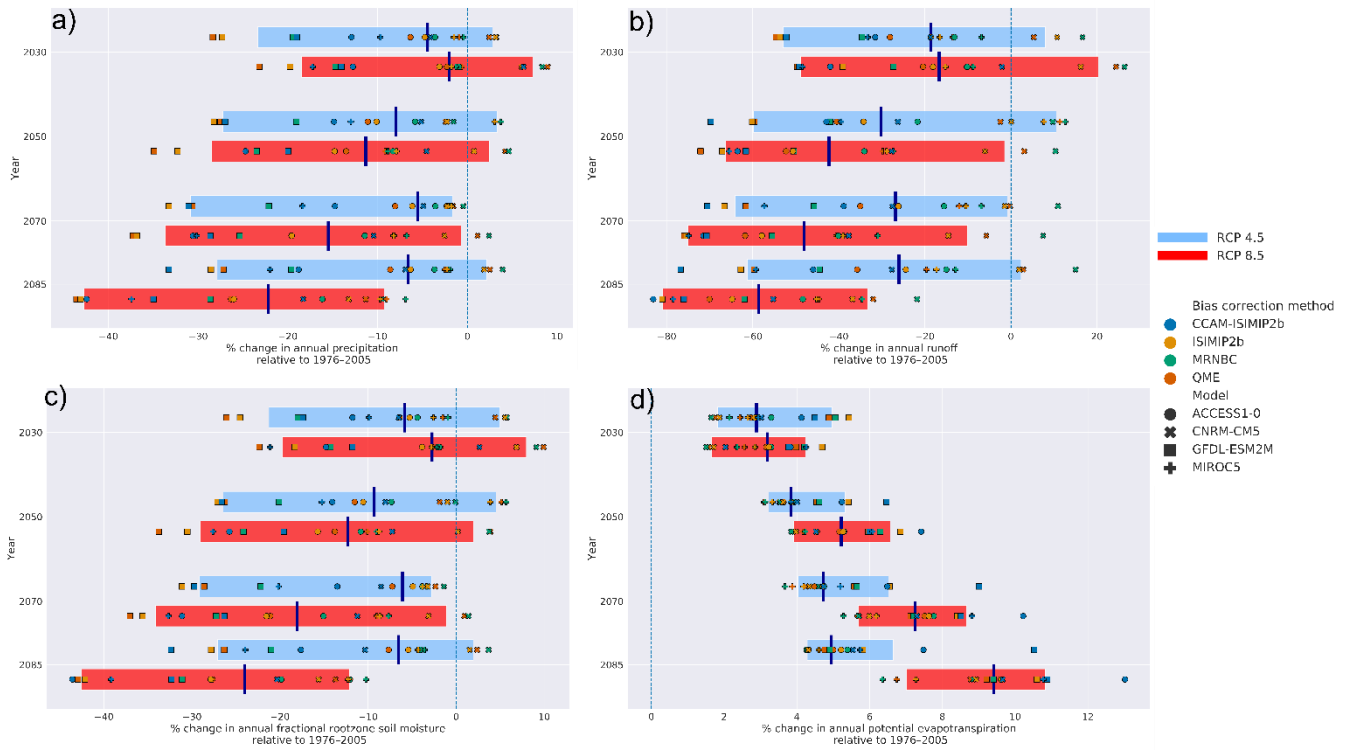 a)
Year
2030
2050
2070
2085
−40
−30
−20
−10
0
10
% change in annual precipitation
relative to 1976–2005
b)
Year
2030
2050
2070
2085
−80
−60
−40
−20
0
20
% change in annual runoff
relative to 1976–2005
RCP 4.5
RCP 8.5
Bias correction method
CCAM-ISIMIP2b
ISIMIP2b
MRNBC
QME
Model
ACCESS1-0
CNRM-CM5
GFDL-ESM2M
MIROC5
c)
Year
2030
2050
2070
2085
−40
−30
−20
−10
0
10
% change in annual fractional rootzone soil moisture
relative to 1976–2005
d)
Year
2030
2050
2070
2085
0
2
4
6
8
10
12
% change in annual potential evapotranspiration
relative to 1976–2005